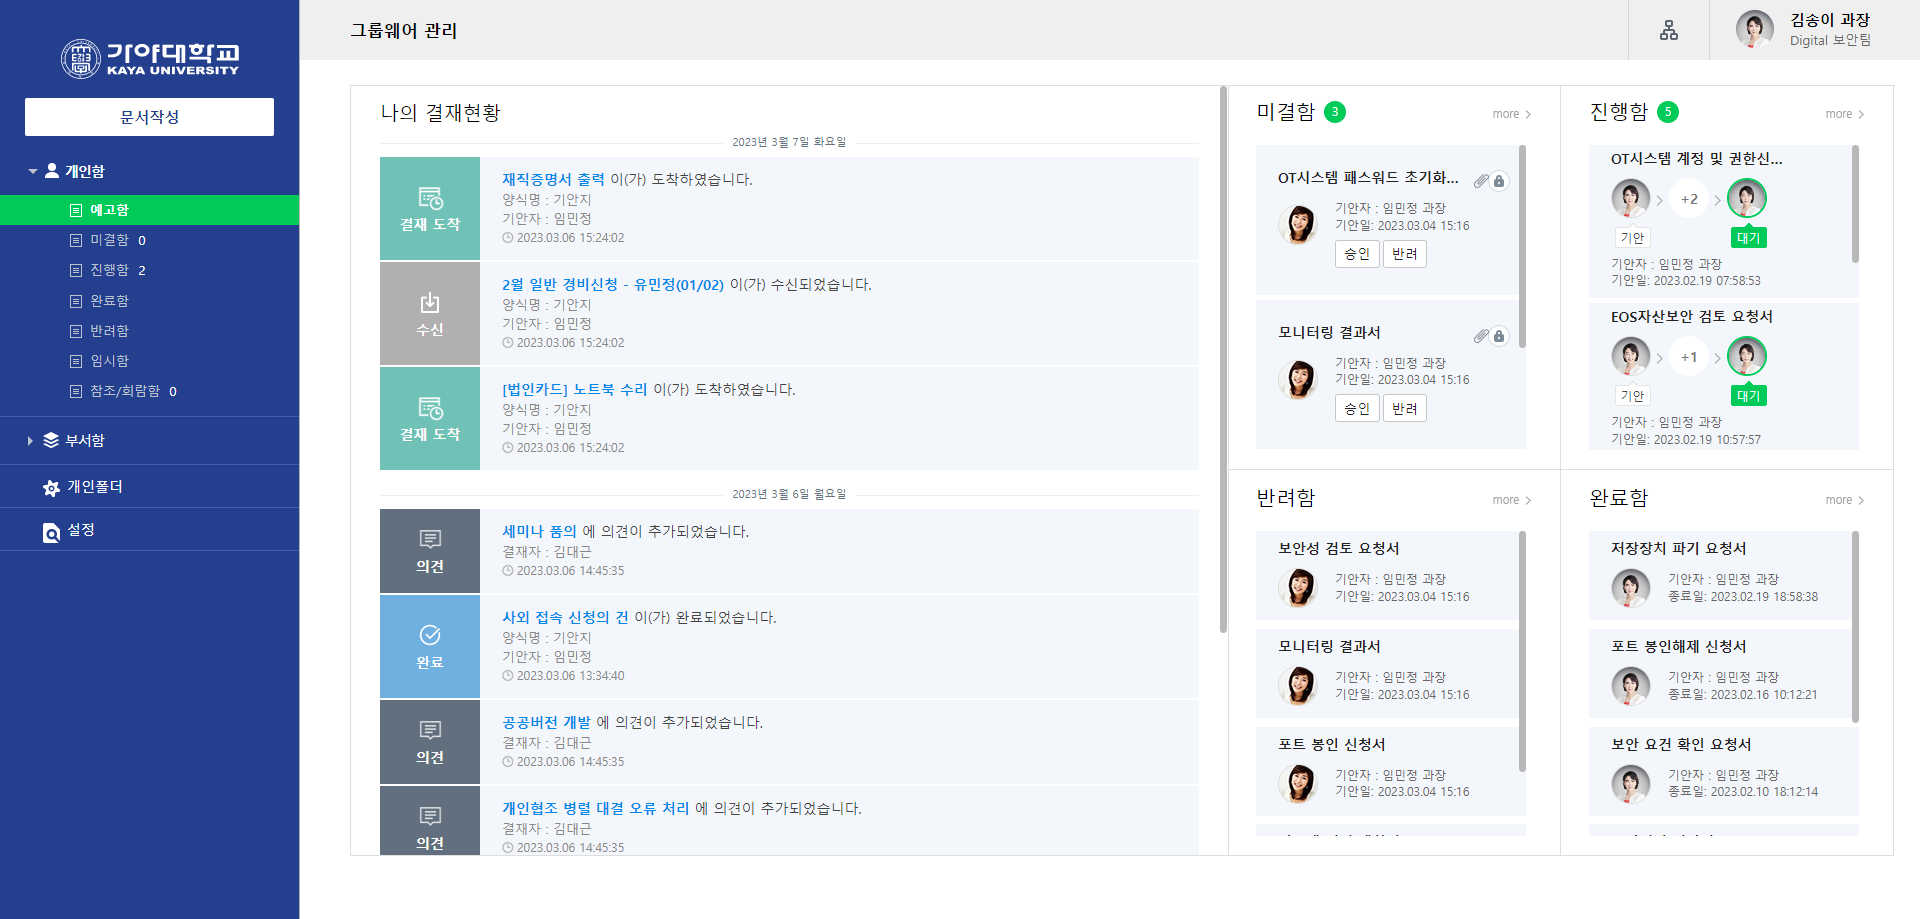 가야대학교
KAYA UNIVERSITY
문서작성
개인함
예고함
미결함 0
진행함 2
완료함
반려함
임시함
참조/회람함 0
부서함
개인폴더
설정
그룹웨어 관리
김송이 과장
Digital 보안팀
나의 결재현황
2023년 3월 7일 화요일
결재 도착
재직증명서 출력 이(가) 도착하였습니다.
양식명 : 기안지
기안자 : 임민정
2023.03.06 15:24:02
수신
2월 일반 경비신청 - 유민정(01/02) 이(가) 수신되었습니다.
양식명 : 기안지
기안자 : 임민정
2023.03.06 15:24:02
결재 도착
[법인카드] 노트북 수리 이(가) 도착하였습니다.
양식명 : 기안지
기안자 : 임민정
2023.03.06 15:24:02
2023년 3월 6일 월요일
의견
세미나 품의 에 의견이 추가되었습니다.
결재자 : 김대근
2023.03.06 14:45:35
완료
사외 접속 신청의 건 이(가) 완료되었습니다.
양식명 : 기안지
기안자 : 임민정
2023.03.06 13:34:40
의견
공공버전 개발 에 의견이 추가되었습니다.
결재자 : 김대근
2023.03.06 14:45:35
의견
개인협조 병렬 대결 오류 처리 에 의견이 추가되었습니다.
결재자 : 김대근
2023.03.06 14:45:35
미결함 3
more
OT시스템 패스워드 초기화...
기안자 : 임민정 과장
기안일: 2023.03.04 15:16
승인 반려
모니터링 결과서
기안자 : 임민정 과장
기안일: 2023.03.04 15:16
승인 반려
진행함 5
more
OT시스템 계정 및 권한신...
+2
기안 대기
기안자 : 임민정 과장
기안일: 2023.02.19 07:58:53
EOS자산보안 검토 요청서
+1
기안 대기
기안자 : 임민정 과장
기안일: 2023.02.19 10:57:57
반려함
more
보안성 검토 요청서
기안자 : 임민정 과장
기안일: 2023.03.04 15:16
모니터링 결과서
기안자 : 임민정 과장
기안일: 2023.03.04 15:16
포트 봉인 신청서
기안자 : 임민정 과장
기안일: 2023.03.04 15:16
완료함
more
저장장치 파기 요청서
기안자 : 임민정 과장
종료일: 2023.02.19 18:58:38
포트 봉인해제 신청서
기안자 : 임민정 과장
종료일: 2023.02.16 10:12:21
보안 요건 확인 요청서
기안자 : 임민정 과장
종료일: 2023.02.10 18:12:14